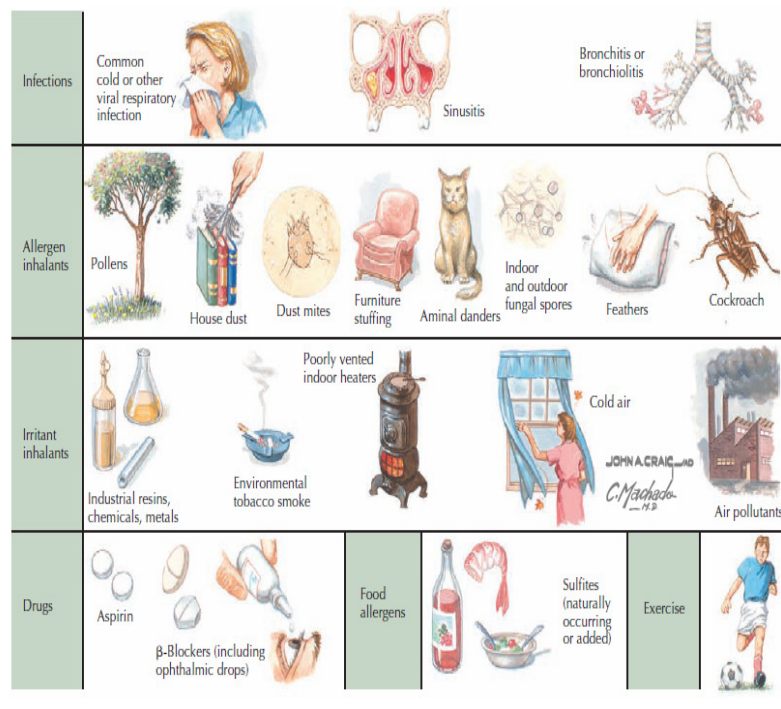 Infections
Common
cold or other
viral respiratory
infection
Sinusitis
Bronchitis or
bronchiolitis
Allergen
inhalants
Pollens
House dust
Dust mites
Furniture
stuffing
Aminal danders
Indoor
and outdoor
fungal spores
Feathers
Cockroach
Irritant
inhalants
Industrial resins,
chemicals, metals
Environmental
tobacco smoke
Poorly vented
indoor heaters
Cold air
JOHN A. CRAIG MD
C. Machado
M.D.
Air pollutants
Drugs
Aspirin
β-Blockers (including
ophthalmic drops)
Food
allergens
Sulfites
(naturally
occurring
or added)
Exercise